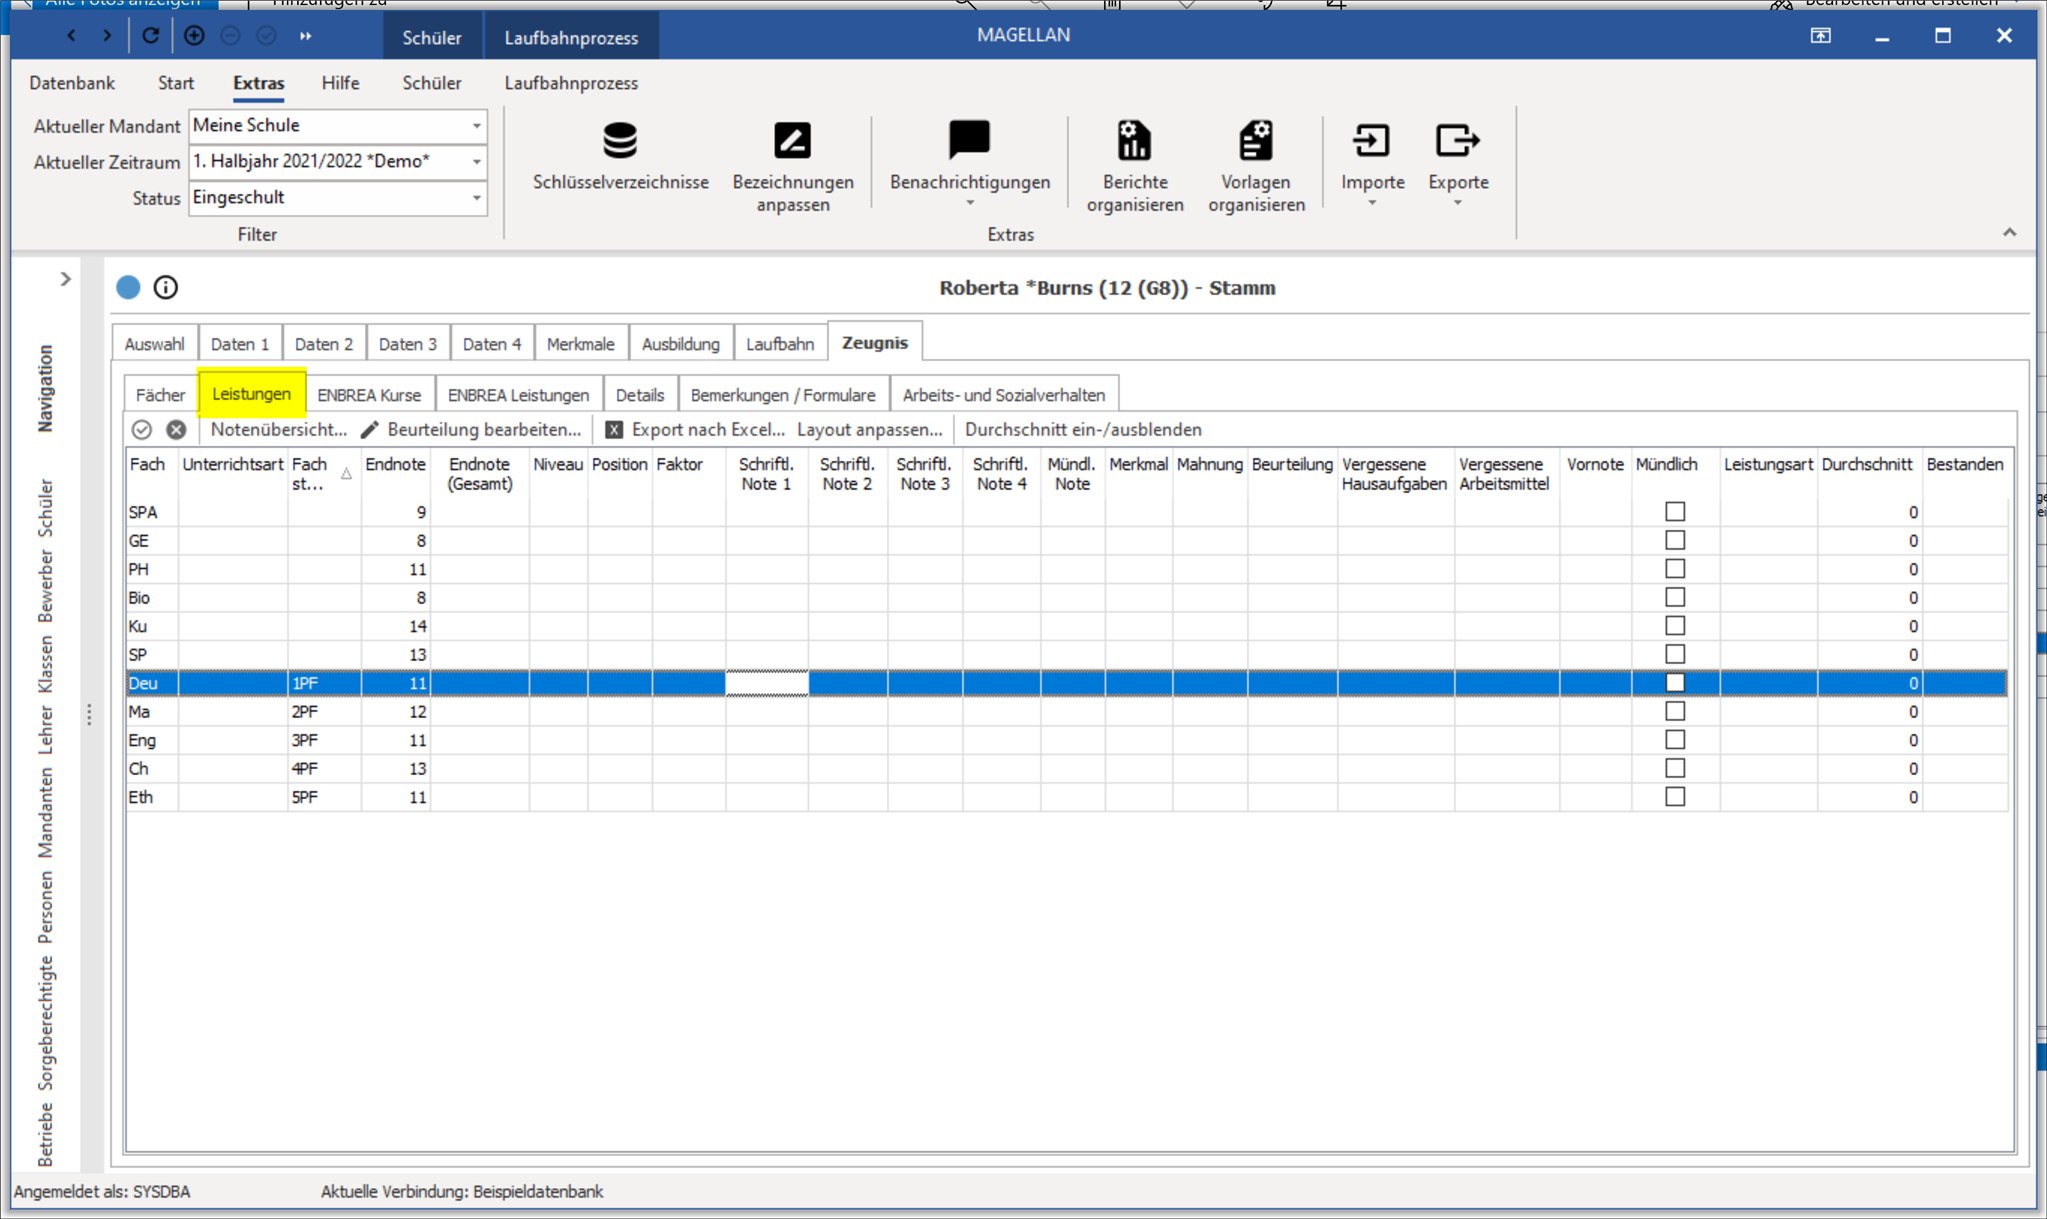 Alle Fotos anzeigen Hinzufügen zu Bearbeiten und erstellen
Schüler Laufbahnprozess MAGELLAN
Datenbank Start Extras Hilfe Schüler Laufbahnprozess
Aktueller Mandant Meine Schule
Aktueller Zeitraum 1. Halbjahr 2021/2022 *Demo*
Status Eingeschult
Filter
Schlüsselverzeichnisse
Bezeichnungen
anpassen
Benachrichtigungen
Berichte
organisieren
Vorlagen
organisieren
Importe
Exporte
Extras
Navigation
Schüler
Bewerber
Klassen
Lehrer
Mandanten
Personen
Sorgeberechtigte
Betriebe
Roberta *Burns (12 (G8)) - Stamm
Auswahl Daten 1 Daten 2 Daten 3 Daten 4 Merkmale Ausbildung Laufbahn Zeugnis
Fächer Leistungen ENBREA Kurse ENBREA Leistungen Details Bemerkungen / Formulare Arbeits- und Sozialverhalten
Notenübersicht... Beurteilung bearbeiten... Export nach Excel... Layout anpassen... Durchschnitt ein-/ausblenden
Fach Unterrichtsart Fach Endnote Endnote Niveau Position Faktor Schriftl. Schriftl. Schriftl. Schriftl. Mündl. Merkmal Mahnung Beurteilung Vergessene Vergessene Vornote Mündlich Leistungsart Durchschnitt Bestanden
st... (Gesamt) Note 1 Note 2 Note 3 Note 4 Note Hausaufgaben Arbeitsmittel
SPA 9 0
GE 8 0
PH 11 0
Bio 8 0
Ku 14 0
SP 13 0
Deu 1PF 11 0
Ma 2PF 12 0
Eng 3PF 11 0
Ch 4PF 13 0
Eth 5PF 11 0
Angemeldet als: SYSDBA Aktuelle Verbindung: Beispieldatenbank